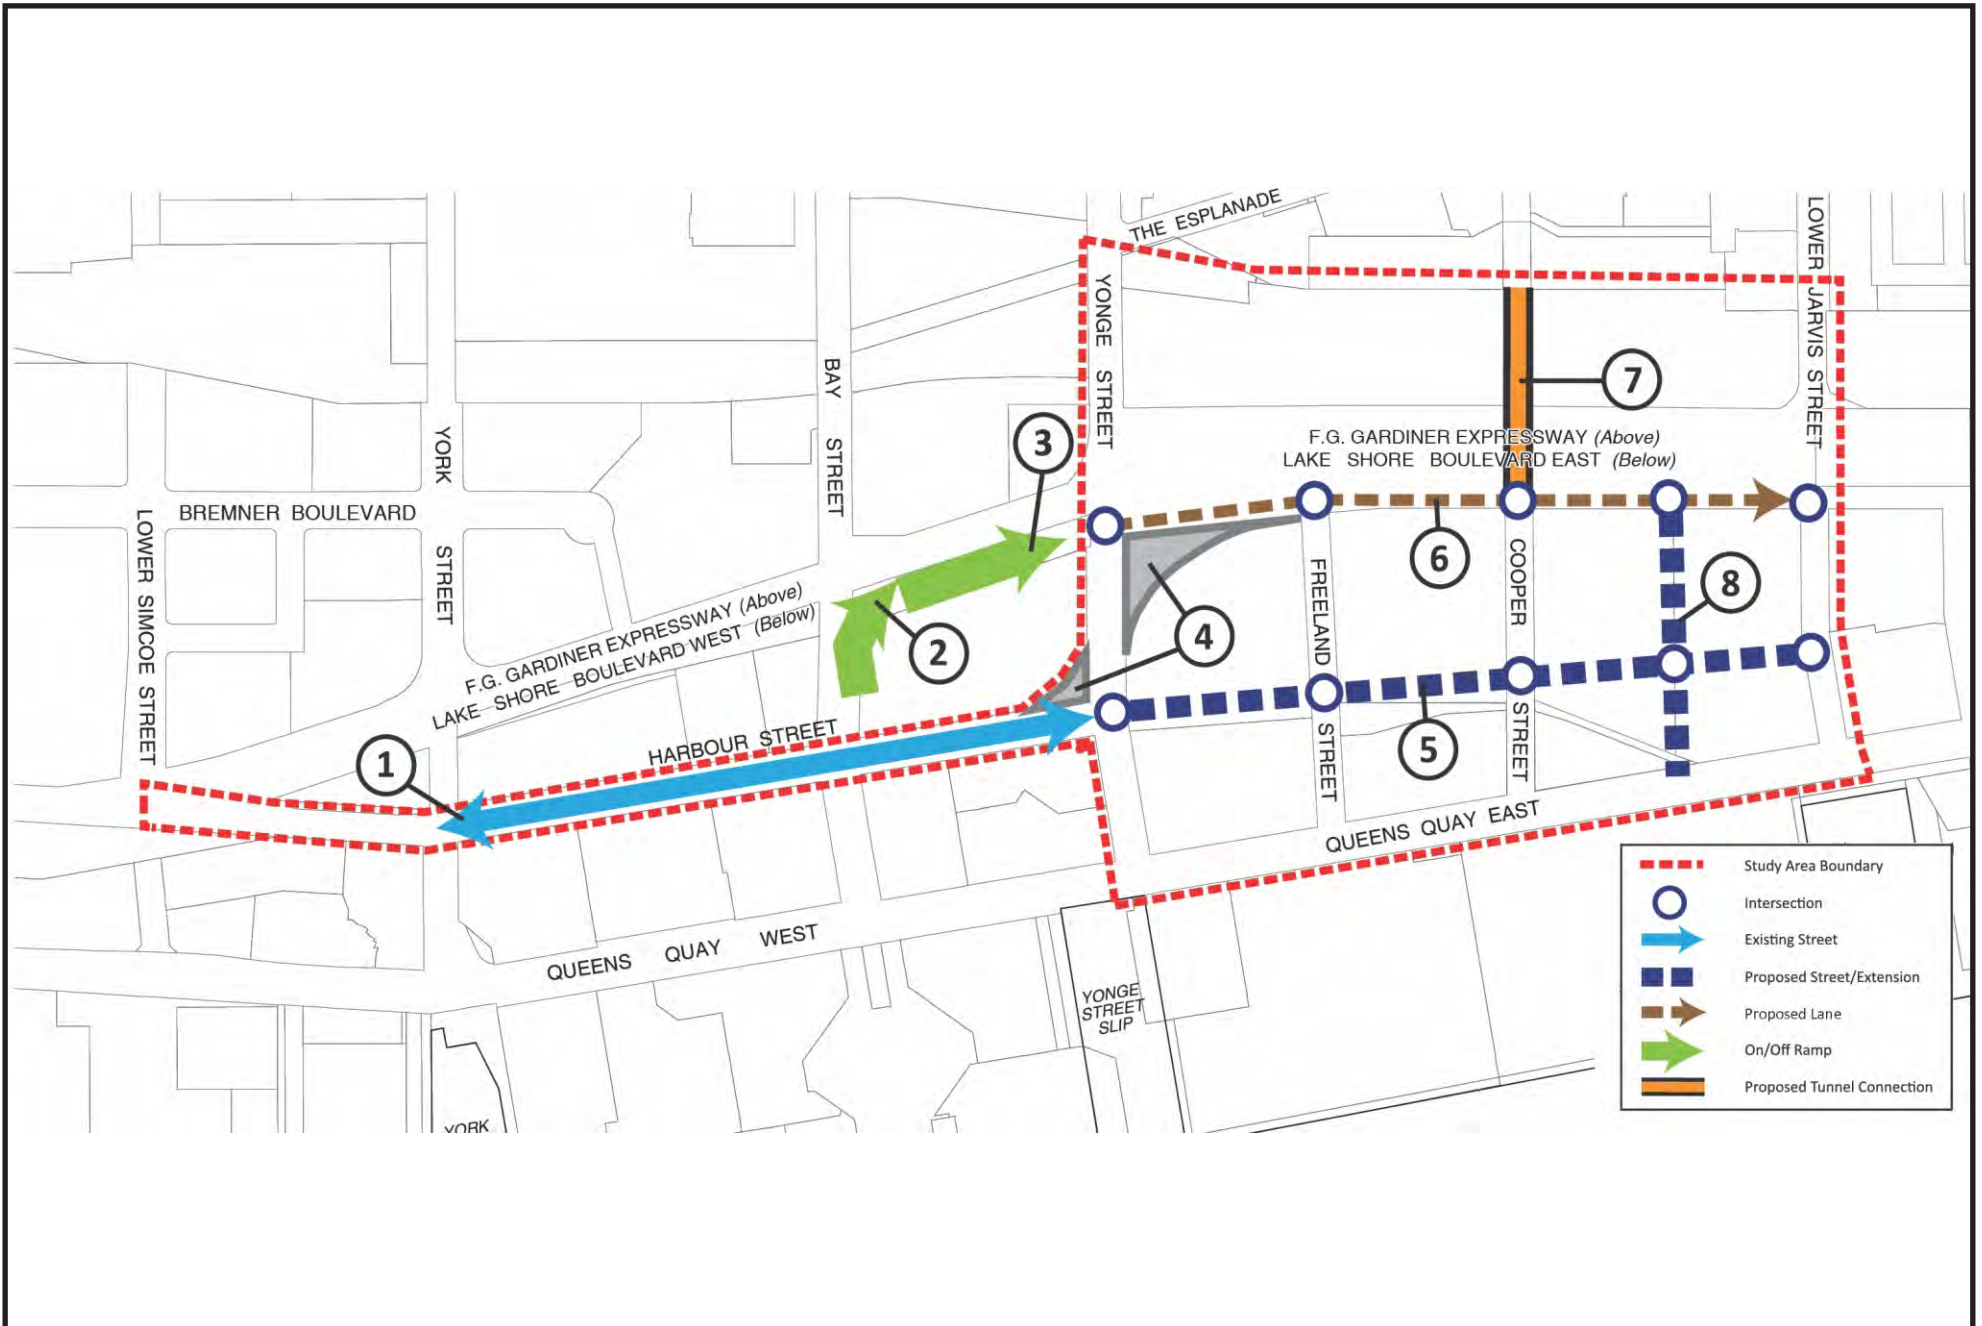 THE ESPLANADE
LOWER JARVIS STREET
YONGE STREET
BAY STREET
YORK STREET
3
7
F.G. GARDINER EXPRESSWAY (Above)
LAKE SHORE BOULEVARD EAST (Below)
BREMNER BOULEVARD
LOWER SIMCOE STREET
6
COOPER STREET
FREELAND STREET
8
4
2
F.G. GARDINER EXPRESSWAY (Above)
LAKE SHORE BOULEVARD WEST (Below)
HARBOUR STREET
1
5
QUEENS QUAY EAST
QUEENS QUAY WEST
YONGE
STREET
SLIP
YORK
Study Area Boundary
Intersection
Existing Street
Proposed Street/Extension
Proposed Lane
On/Off Ramp
Proposed Tunnel Connection